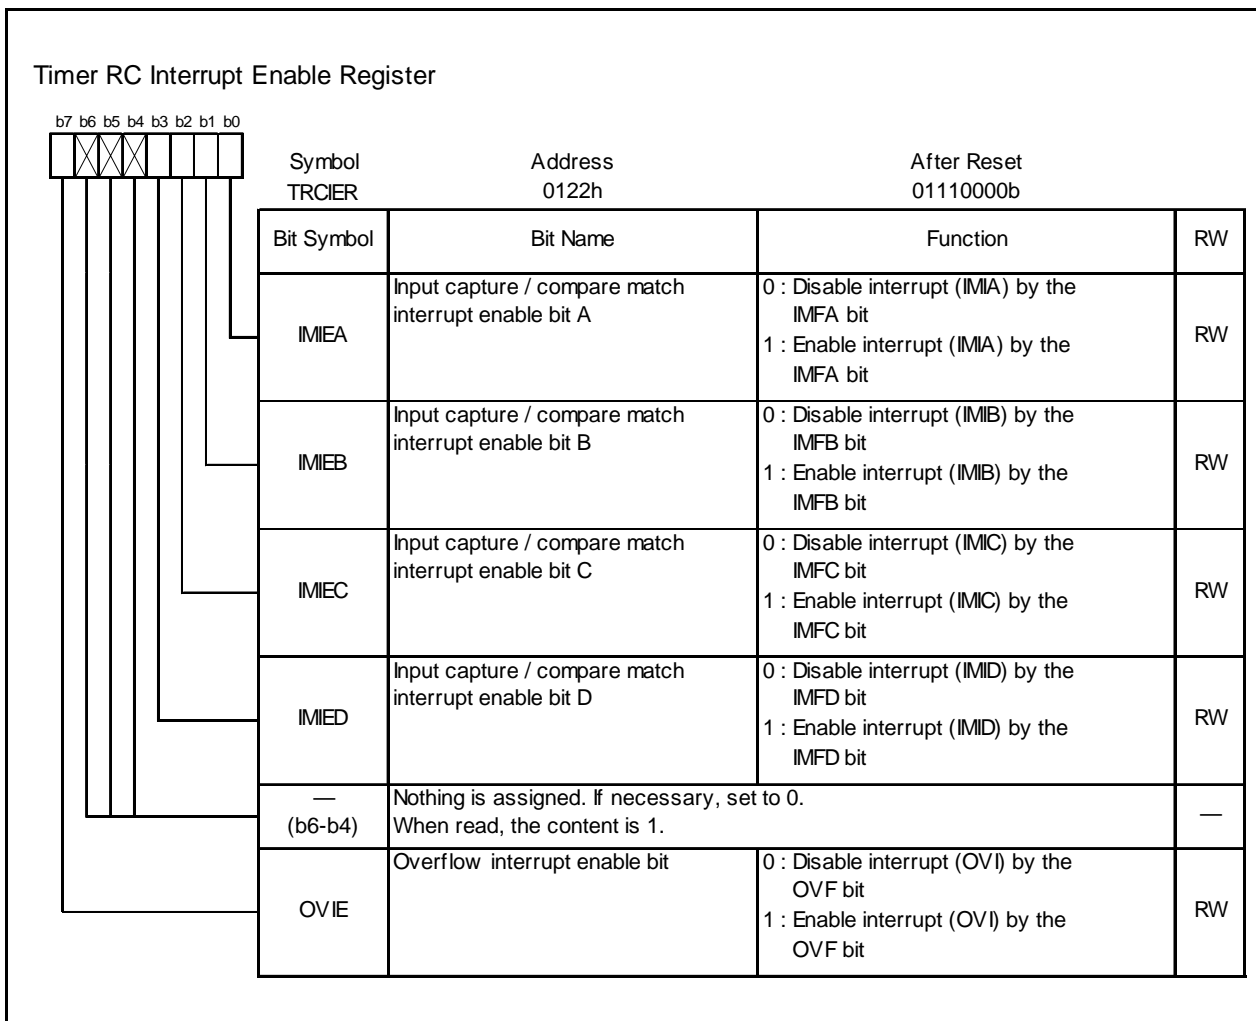 Timer RC Interrupt Enable Register
b7 b6 b5 b4 b3 b2 b1 b0
Symbol Address After Reset
TRCIER 0122h 01110000b
Bit Symbol Bit Name Function RW
IMIEA
Input capture / compare match
interrupt enable bit A
0 : Disable interrupt (IMIA) by the
IMFA bit
1 : Enable interrupt (IMIA) by the
IMFA bit
RW
IMIEB
Input capture / compare match
interrupt enable bit B
0 : Disable interrupt (IMIB) by the
IMFB bit
1 : Enable interrupt (IMIB) by the
IMFB bit
RW
IMIEC
Input capture / compare match
interrupt enable bit C
0 : Disable interrupt (IMIC) by the
IMFC bit
1 : Enable interrupt (IMIC) by the
IMFC bit
RW
IMIED
Input capture / compare match
interrupt enable bit D
0 : Disable interrupt (IMID) by the
IMFD bit
1 : Enable interrupt (IMID) by the
IMFD bit
RW
—
(b6-b4)
Nothing is assigned. If necessary, set to 0.
When read, the content is 1.
—
OVIE
Overflow interrupt enable bit
0 : Disable interrupt (OVI) by the
OVF bit
1 : Enable interrupt (OVI) by the
OVF bit
RW